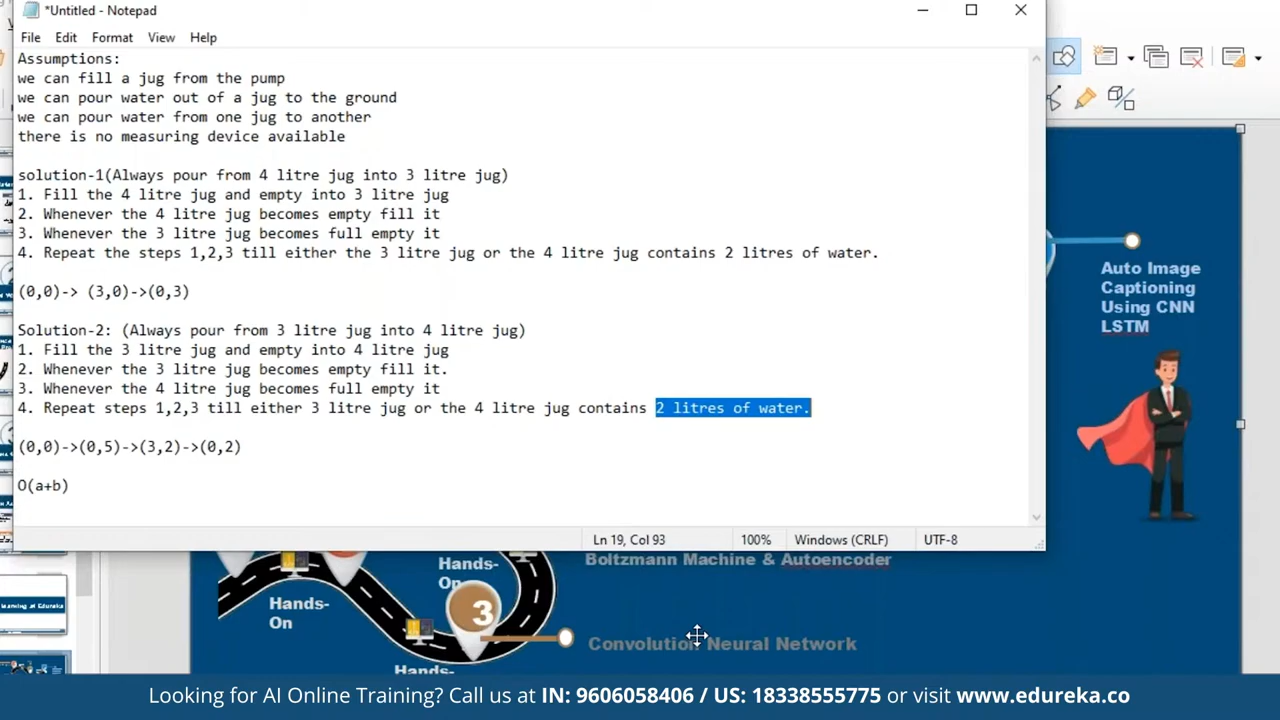 *Untitled - Notepad
File Edit Format View Help
Assumptions:
we can fill a jug from the pump
we can pour water out of a jug to the ground
we can pour water from one jug to another
there is no measuring device available
solution-1(Always pour from 4 litre jug into 3 litre jug)
1. Fill the 4 litre jug and empty into 3 litre jug
2. Whenever the 4 litre jug becomes empty fill it
3. Whenever the 3 litre jug becomes full empty it
4. Repeat the steps 1,2,3 till either the 3 litre jug or the 4 litre jug contains 2 litres of water.
(0,0)-> (3,0)->(0,3)
Solution-2: (Always pour from 3 litre jug into 4 litre jug)
1. Fill the 3 litre jug and empty into 4 litre jug
2. Whenever the 3 litre jug becomes empty fill it.
3. Whenever the 4 litre jug becomes full empty it
4. Repeat steps 1,2,3 till either 3 litre jug or the 4 litre jug contains 2 litres of water.
(0,0)->(0,5)->(3,2)->(0,2)
O(a+b)
Ln 19, Col 93 100% Windows (CRLF) UTF-8
Auto Image
Captioning
Using CNN
LSTM
Boltzmann Machine & Autoencoder
Hands-
On
Hands-
On
3
Convolution Neural Network
Hands-
Looking for AI Online Training? Call us at IN: 9606058406 / US: 18338555775 or visit www.edureka.co